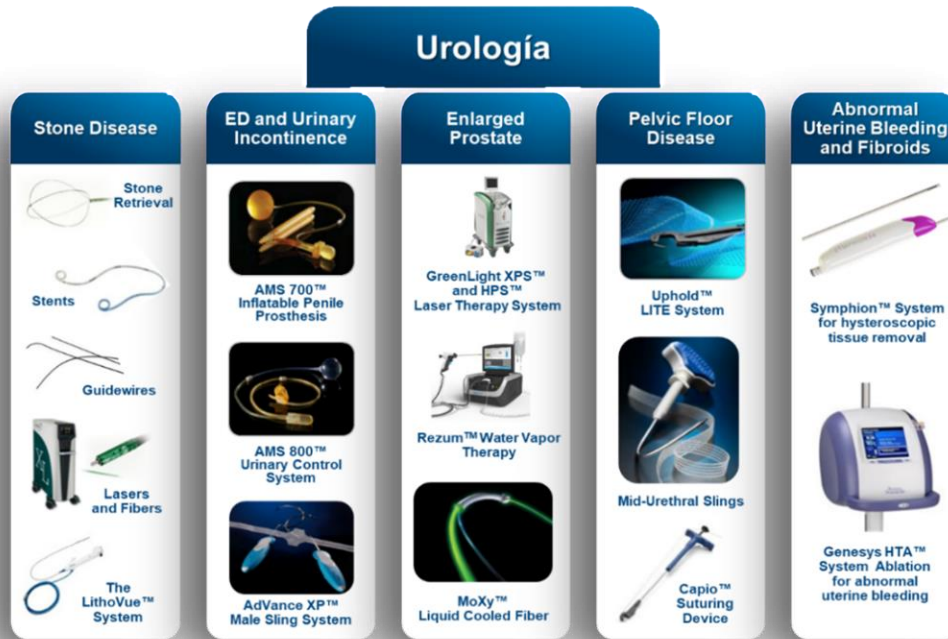 Urología
Stone Disease
Stone
Retrieval
Stents
Guidewires
Lasers
and Fibers
The
LithoVue™
System
ED and Urinary
Incontinence
AMS 700™
Inflatable Penile
Prosthesis
AMS 800™
Urinary Control
System
AdVance XP™
Male Sling System
Enlarged
Prostate
GreenLight XPS™
and HPS™
Laser Therapy System
Rezum™ Water Vapor
Therapy
MoXy™
Liquid Cooled Fiber
Pelvic Floor
Disease
Uphold™
LITE System
Mid-Urethral Slings
Capio™
Suturing
Device
Abnormal
Uterine Bleeding
and Fibroids
Symphion™ System
for hysteroscopic
tissue removal
Genesys HTA™
System Ablation
for abnormal
uterine bleeding